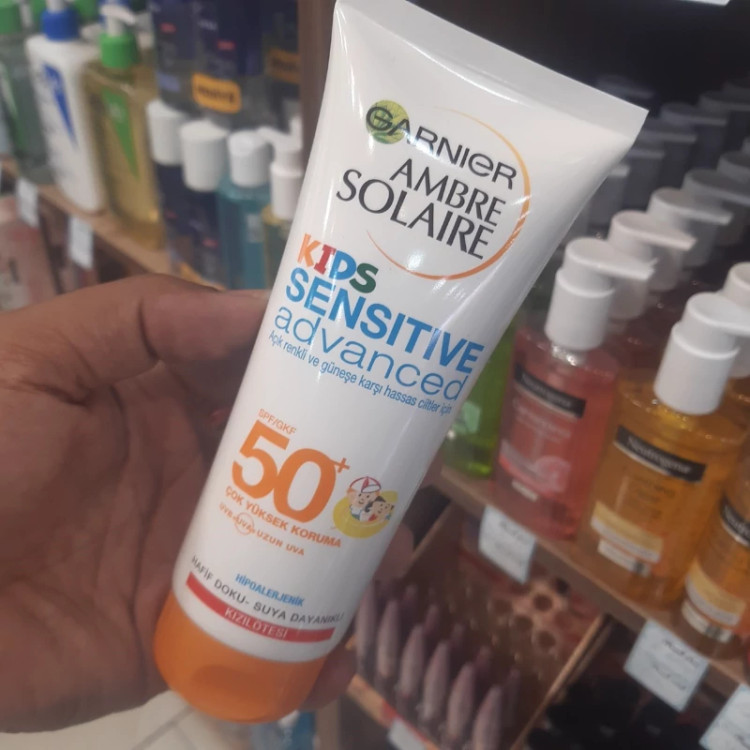 GARNIER
AMBRE
SOLAIRE
KIDS
SENSITIVE
advanced
Açık renkli ve güneşe karşı hassas ciltler için
SPF/GKF
50+
ÇOK YÜKSEK KORUMA
UVB-UVA-UZUN UVA
HİPOALERJENİK
HAFİF DOKU- SUYA DAYANIKLI
KIZILÖTESİ
Neutrogena
Neutrogena